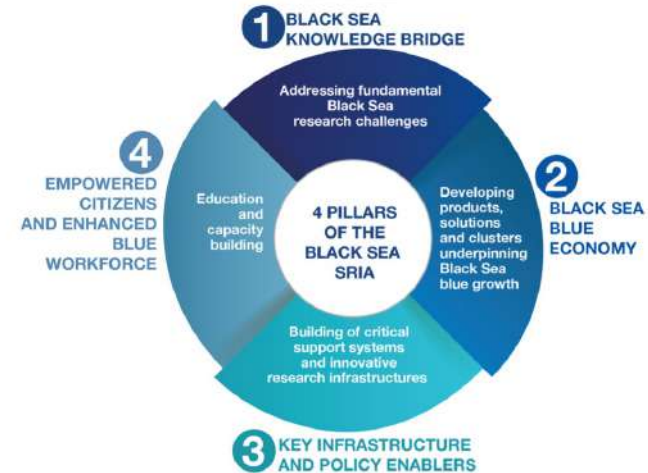 1 BLACK SEA
KNOWLEDGE BRIDGE
Addressing fundamental
Black Sea
research challenges
2
BLACK SEA
BLUE
ECONOMY
Developing
products,
solutions
and clusters
underpinning
Black Sea
blue growth
3 KEY INFRASTRUCTURE
AND POLICY ENABLERS
Building of critical
support systems
and innovative
research infrastructures
4
EMPOWERED
CITIZENS
AND ENHANCED
BLUE
WORKFORCE
Education
and
capacity
building
4 PILLARS
OF THE
BLACK SEA
SRIA